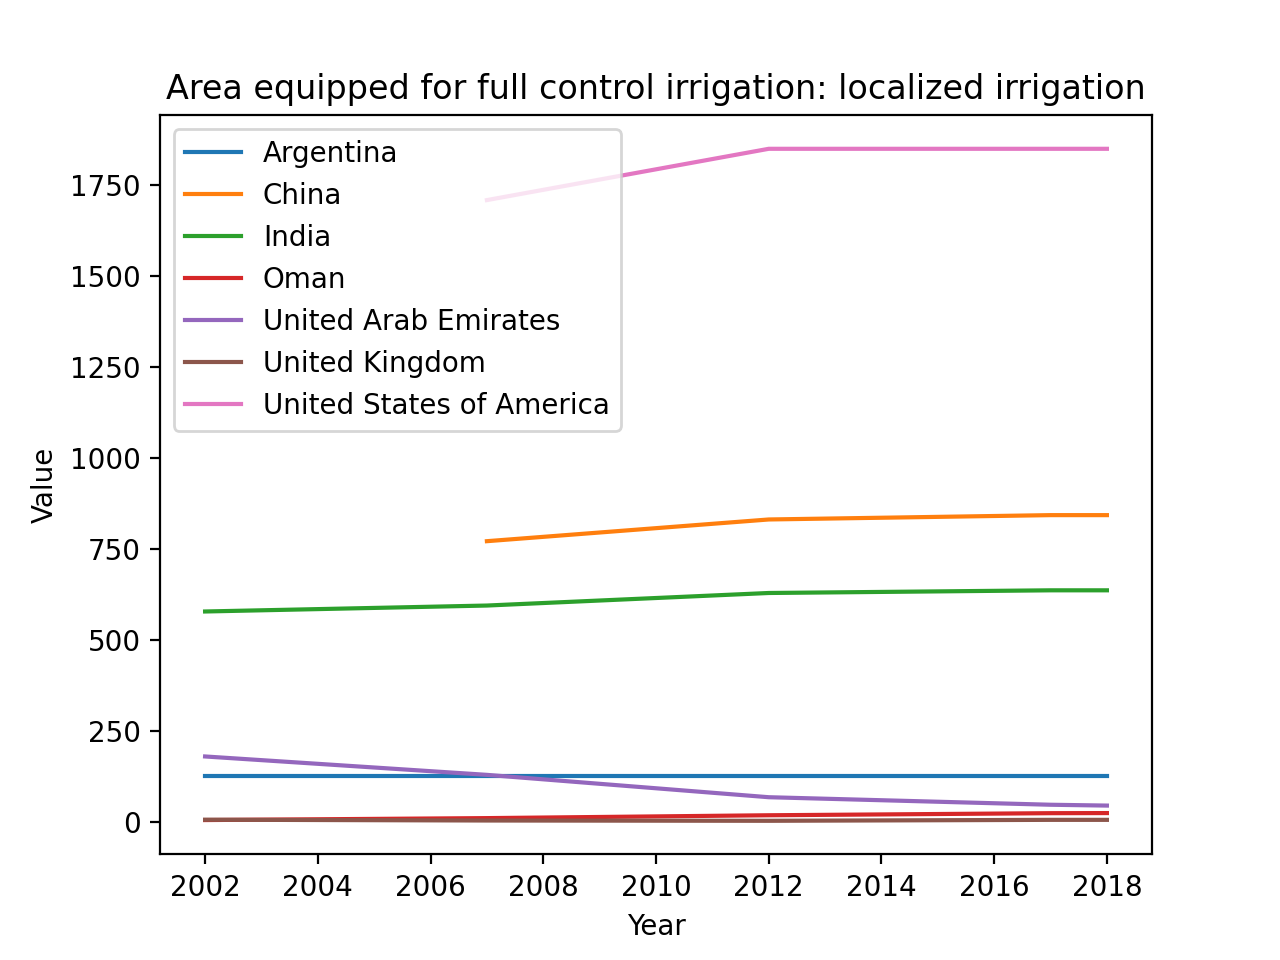 Area equipped for full control irrigation: localized irrigation
Argentina
China
India
Oman
United Arab Emirates
United Kingdom
United States of America
Value
1750
1500
1250
1000
750
500
250
0
2002 2004 2006 2008 2010 2012 2014 2016 2018
Year